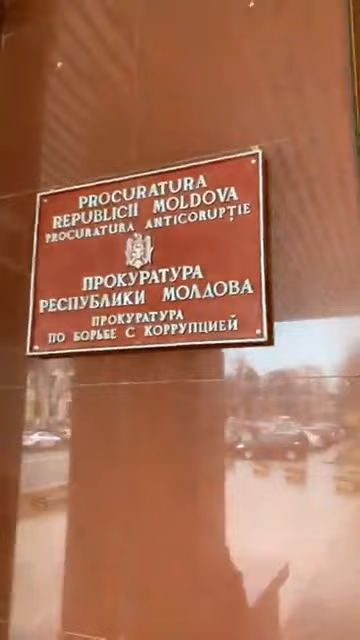 PROCURATURA
REPUBLICII MOLDOVA
PROCURATURA ANTICORUPȚIE
ПРОКУРАТУРА
РЕСПУБЛИКИ МОЛДОВА
ПРОКУРАТУРА
ПО БОРЬБЕ С КОРРУПЦИЕЙ